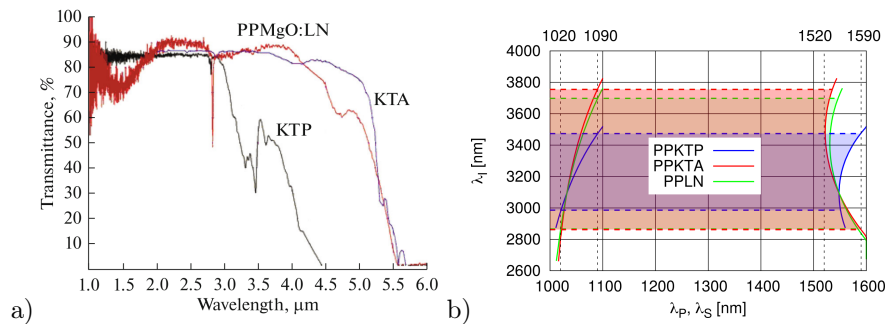 100
90
80
70
60
50
40
30
20
10
Transmittance, %
PPMgO:LN
KTA
KTP
1.0 1.5 2.0 2.5 3.0 3.5 4.0 4.5 5.0 5.5 6.0
Wavelength, μm
a)
1020 1090 1520 1590
4000
3800
3600
3400
3200
3000
2800
2600
λI [nm]
PPKTP
PPKTA
PPLN
1000 1100 1200 1300 1400 1500 1600
λP, λS [nm]
b)